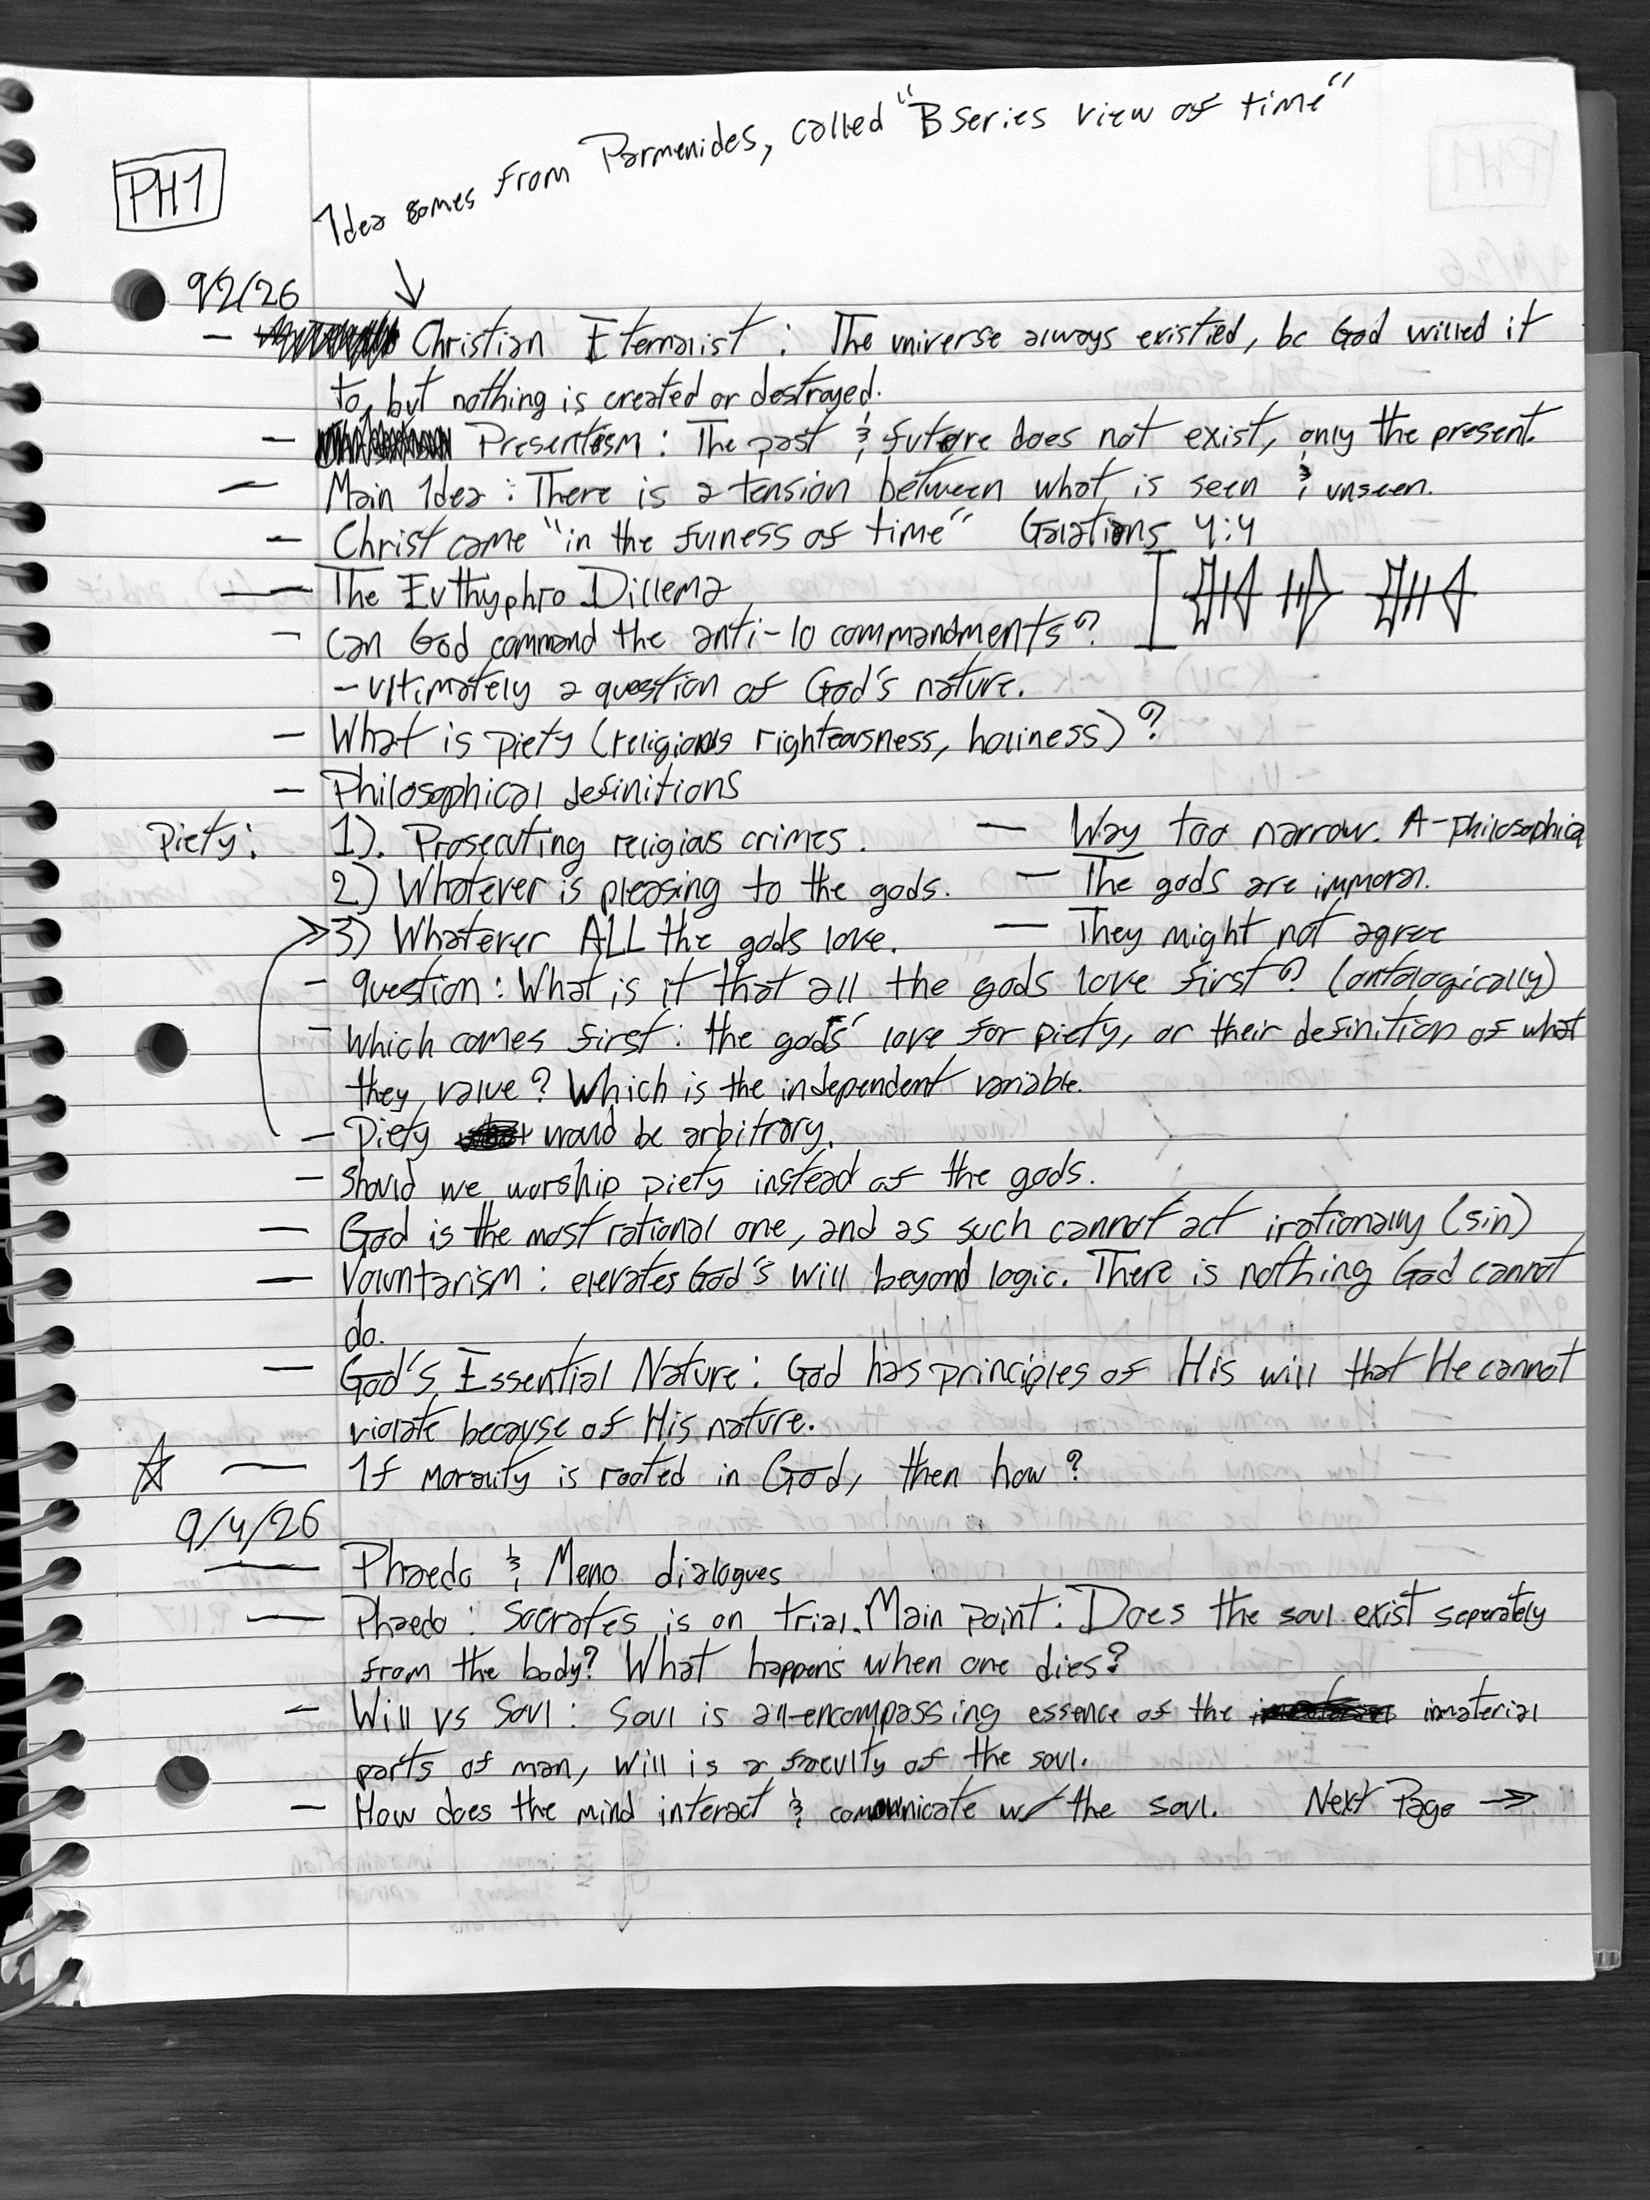 Idea comes from Parmenides, called "B series view of time"
PH1
9/2/26
- Christian Eternalist : The universe always existied, bc God willed it
to, but nothing is created or destroyed.
- Presentism : The past & future does not exist, only the present.
- Main Idea : There is a tension between what is seen & unseen.
- Christ came "in the fulness of time" Galatians 4:4
- The Euthyphro Dillema
- Can God command the anti-10 commandments?
- Ultimately a question of God's nature.
- What is piety (religious righteousness, holiness)?
- Philosophical definitions
Piety: 1). Prosecuting religious crimes. - Way too narrow. A-philosophica
2) Whatever is pleasing to the gods. - The gods are immoral.
3) Whatever ALL the gods love. - They might not agree
- question : What is it that all the gods love first? (ontologically)
- Which comes first : the gods' love for piety, or their definition of what
they value? Which is the independent variable.
- Piety would be arbitrary.
- Should we worship piety instead of the gods.
- God is the most rational one, and as such cannot act irationally (sin)
- Voluntarism : elevates God's will beyond logic. There is nothing God cannot
do.
- God's Essential Nature : God has principles of His will that He cannot
violate because of His nature.
- If morality is rooted in God, then how?
9/4/26
- Phaedo & Meno dialogues
- Phaedo : Socrates is on trial. Main point : Does the soul exist seperately
from the body? What happens when one dies?
- Will vs Soul : Soul is all-encompassing essence of the inmaterial
parts of man, will is a faculty of the soul.
- How does the mind interact & communicate w/ the soul. Next Page →